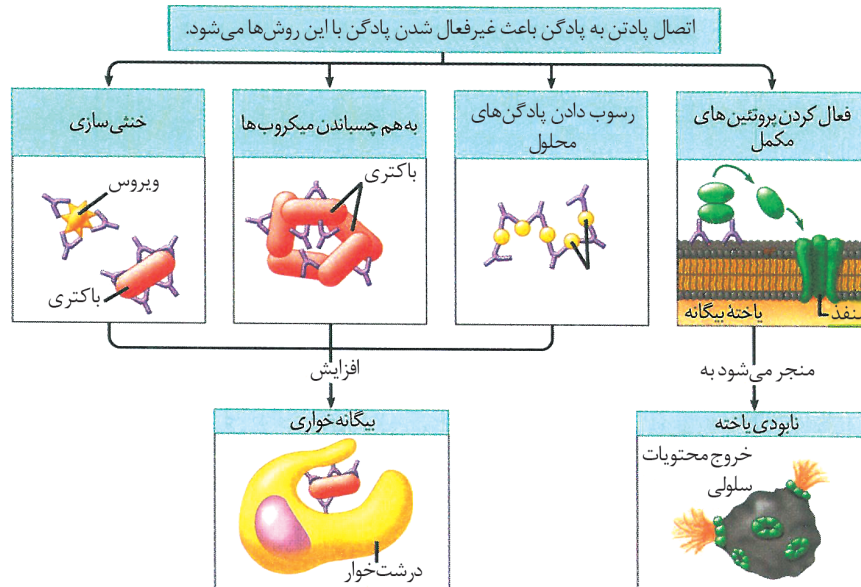 اتصال پادتن به پادگن باعث غیرفعال شدن پادگن با این روش‌ها می‌شود.
فعال کردن پروتئین های
مکمل
رسوب دادن پادگن‌های
محلول
به هم چسباندن میکروب‌ها
خنثی سازی
ویروس
باکتری
باکتری
یاختهٔ بیگانه
منفذ
افزایش
منجر می‌شود به
بیگانه خواری
درشت‌خوار
نابودی یاخته
خروج محتویات
سلولی